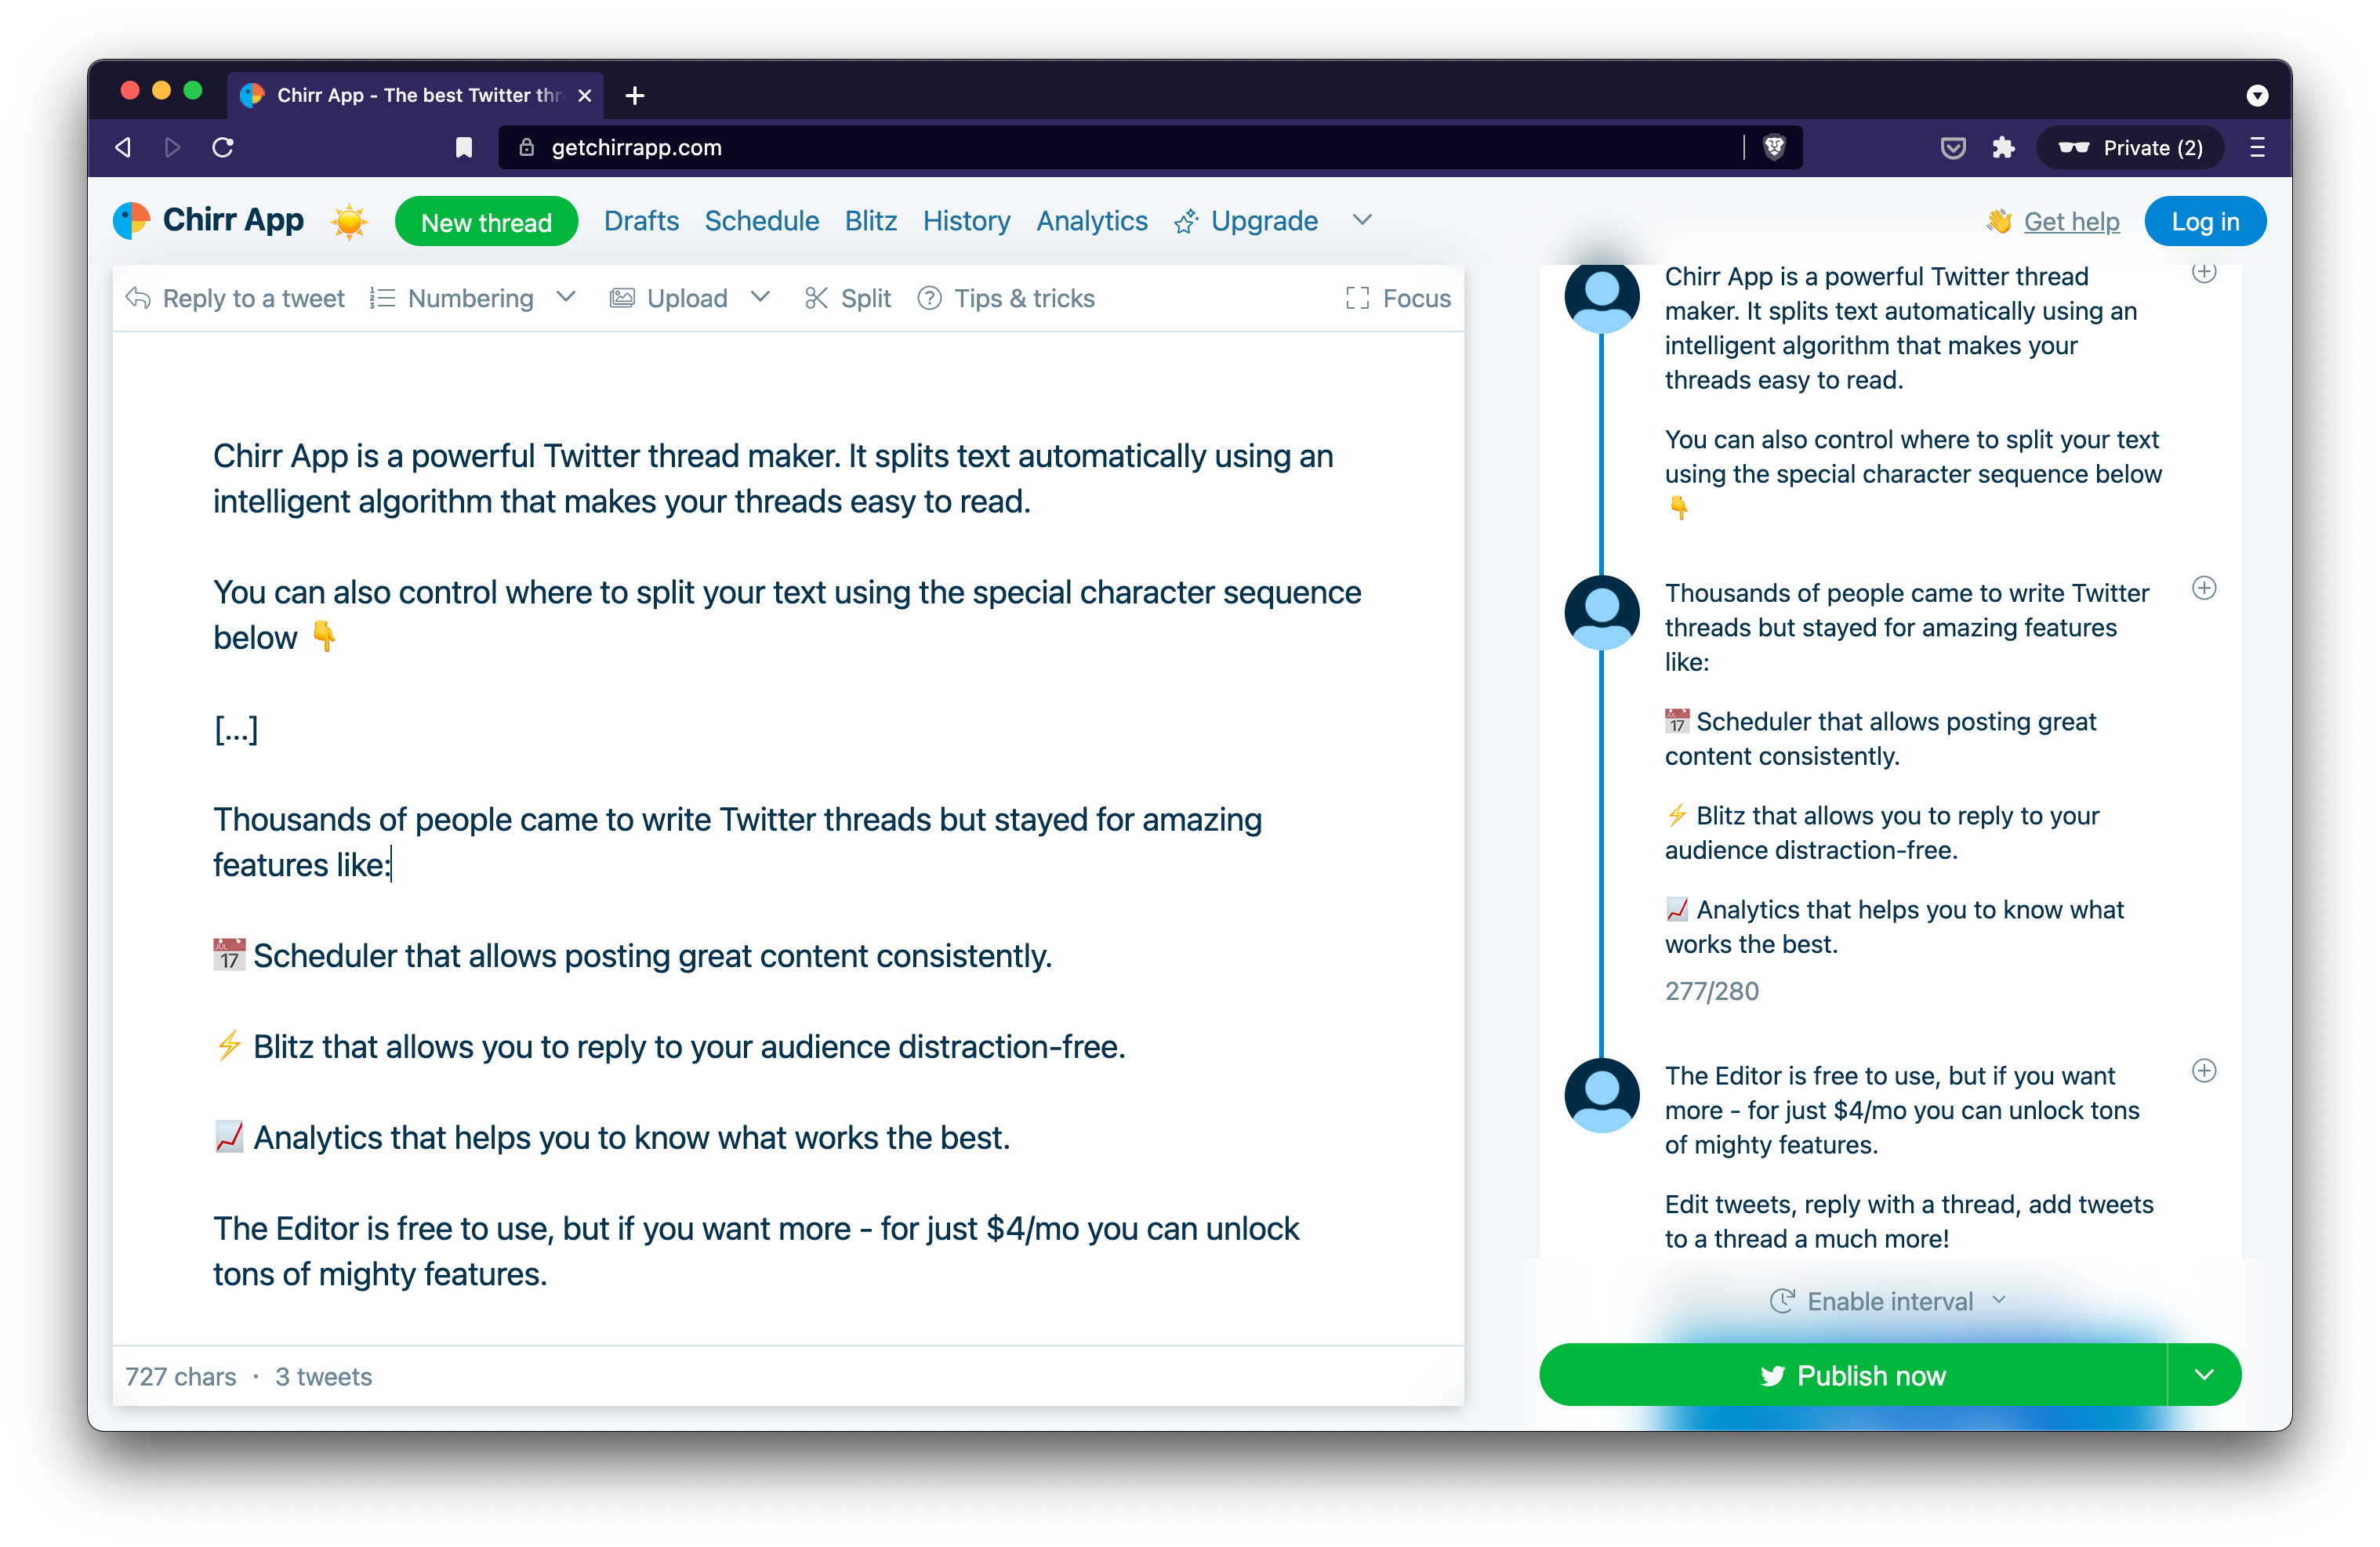 Chirr App - The best Twitter thr
getchirrapp.com
Private (2)
Chirr App
New thread
Drafts
Schedule
Blitz
History
Analytics
Upgrade
Get help
Log in
Reply to a tweet
Numbering
Upload
Split
Tips & tricks
Focus
Chirr App is a powerful Twitter thread maker. It splits text automatically using an
intelligent algorithm that makes your threads easy to read.
You can also control where to split your text using the special character sequence
below 👇
[...]
Thousands of people came to write Twitter threads but stayed for amazing
features like:
📅 Scheduler that allows posting great content consistently.
⚡ Blitz that allows you to reply to your audience distraction-free.
📈 Analytics that helps you to know what works the best.
The Editor is free to use, but if you want more - for just $4/mo you can unlock
tons of mighty features.
727 chars · 3 tweets
Chirr App is a powerful Twitter thread
maker. It splits text automatically using an
intelligent algorithm that makes your
threads easy to read.
You can also control where to split your text
using the special character sequence below
👇
Thousands of people came to write Twitter
threads but stayed for amazing features
like:
📅 Scheduler that allows posting great
content consistently.
⚡ Blitz that allows you to reply to your
audience distraction-free.
📈 Analytics that helps you to know what
works the best.
277/280
The Editor is free to use, but if you want
more - for just $4/mo you can unlock tons
of mighty features.
Edit tweets, reply with a thread, add tweets
to a thread a much more!
Enable interval
Publish now